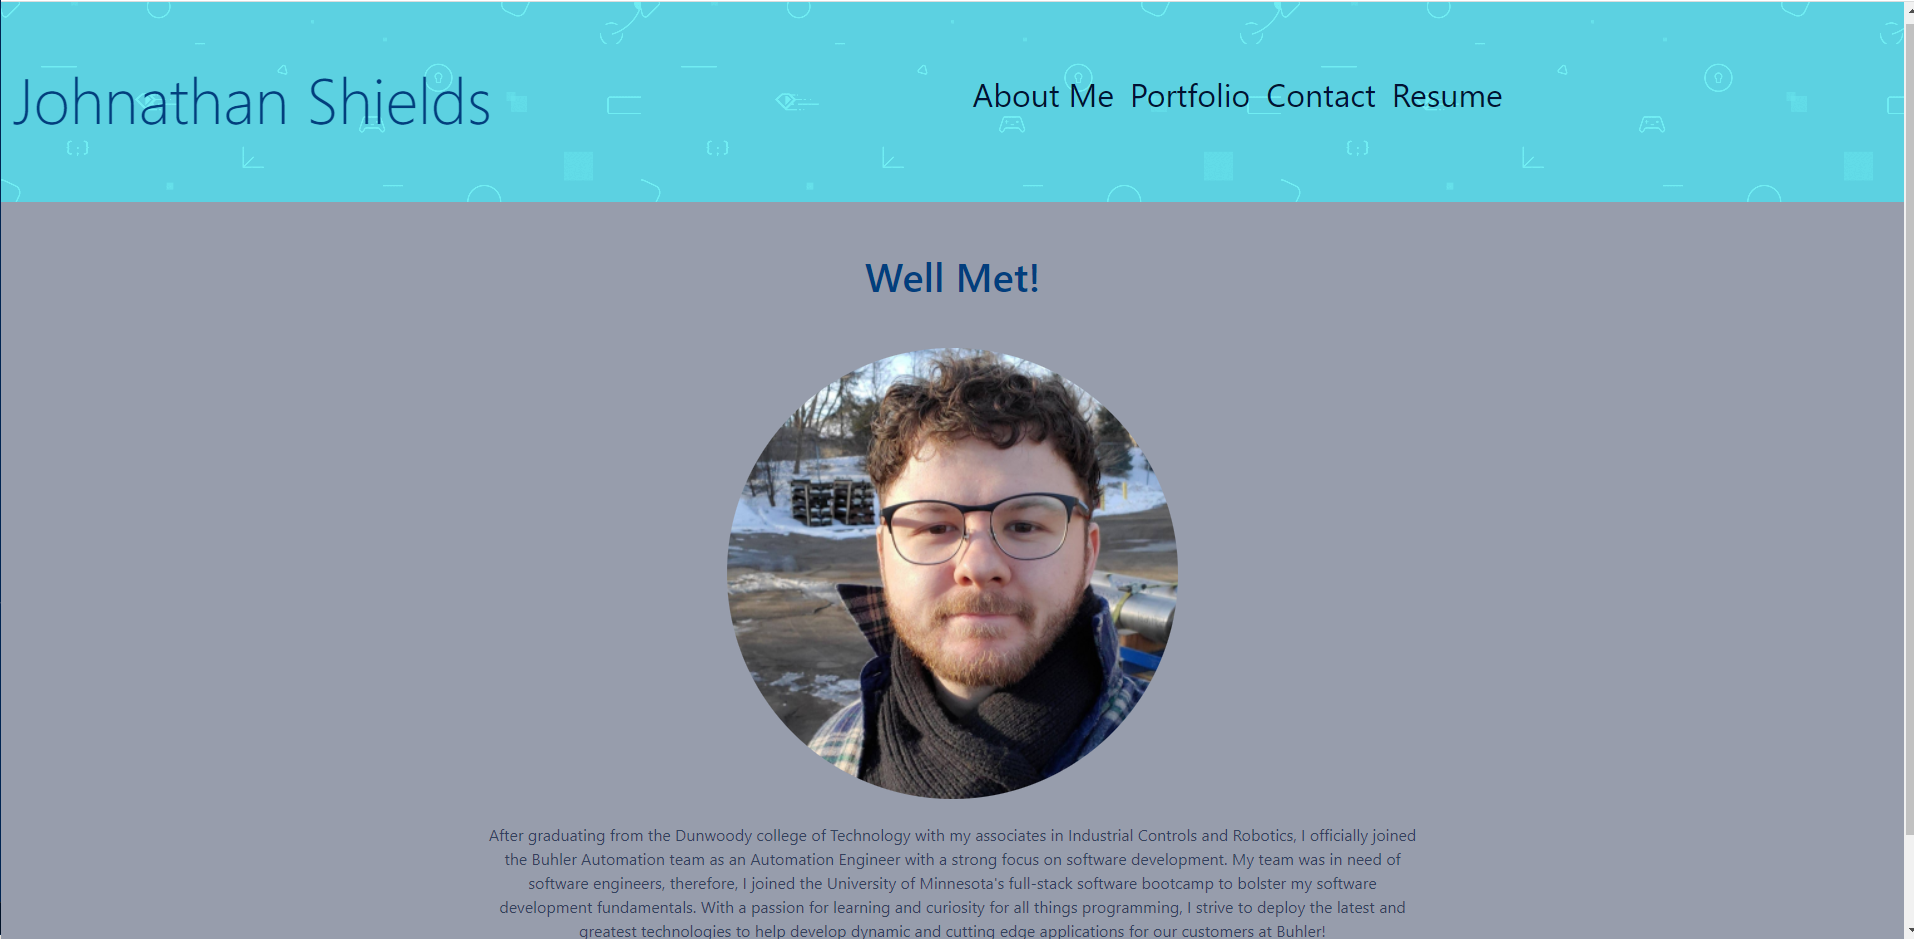 Johnathan Shields
About Me Portfolio Contact Resume
Well Met!
After graduating from the Dunwoody college of Technology with my associates in Industrial Controls and Robotics, I officially joined
the Buhler Automation team as an Automation Engineer with a strong focus on software development. My team was in need of
software engineers, therefore, I joined the University of Minnesota's full-stack software bootcamp to bolster my software
development fundamentals. With a passion for learning and curiosity for all things programming, I strive to deploy the latest and
greatest technologies to help develop dynamic and cutting edge applications for our customers at Buhler!